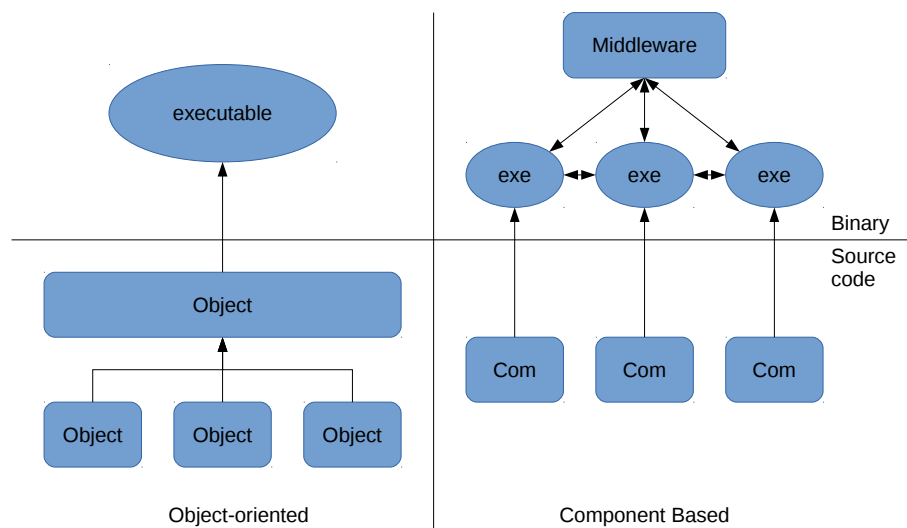 Middleware
executable
exe
exe
exe
Binary
Source
code
Object
Com
Com
Com
Object
Object
Object
Object-oriented
Component Based